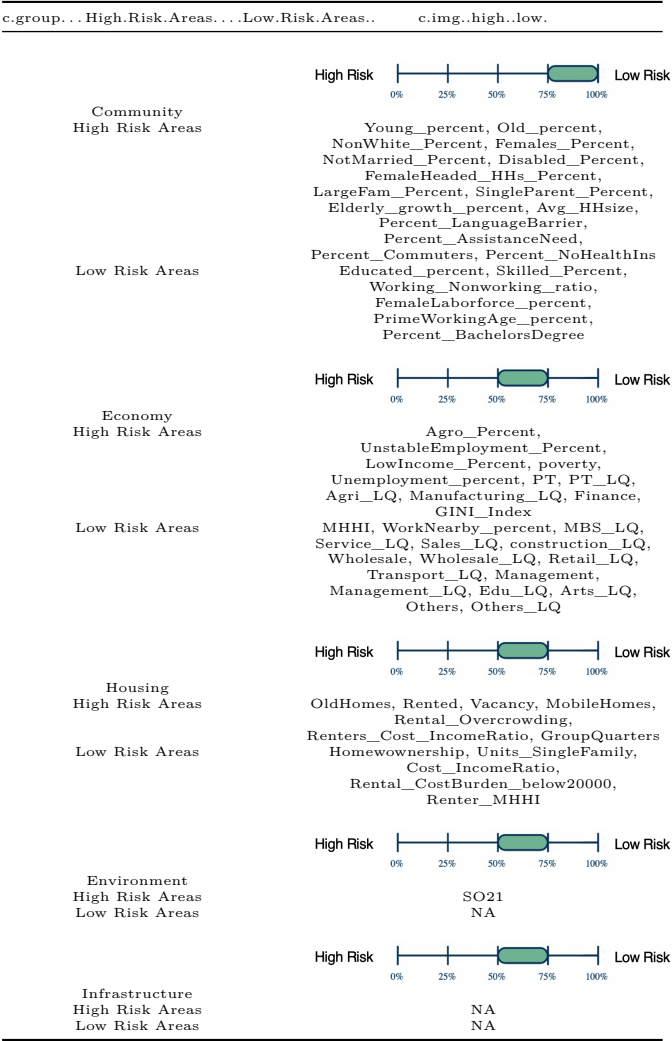 c.group...High.Risk.Areas....Low.Risk.Areas.. c.img..high..low.
High Risk Low Risk
0% 25% 50% 75% 100%
Community
High Risk Areas Young_percent, Old_percent,
NonWhite_Percent, Females_Percent,
NotMarried_Percent, Disabled_Percent,
FemaleHeaded_HHs_Percent,
LargeFam_Percent, SingleParent_Percent,
Elderly_growth_percent, Avg_HHsize,
Percent_LanguageBarrier,
Percent_AssistanceNeed,
Percent_Commuters, Percent_NoHealthIns
Low Risk Areas Educated_percent, Skilled_Percent,
Working_Nonworking_ratio,
FemaleLaborforce_percent,
PrimeWorkingAge_percent,
Percent_BachelorsDegree
High Risk Low Risk
0% 25% 50% 75% 100%
Economy
High Risk Areas Agro_Percent,
UnstableEmployment_Percent,
LowIncome_Percent, poverty,
Unemployment_percent, PT, PT_LQ,
Agri_LQ, Manufacturing_LQ, Finance,
GINI_Index
Low Risk Areas MHHI, WorkNearby_percent, MBS_LQ,
Service_LQ, Sales_LQ, construction_LQ,
Wholesale, Wholesale_LQ, Retail_LQ,
Transport_LQ, Management,
Management_LQ, Edu_LQ, Arts_LQ,
Others, Others_LQ
High Risk Low Risk
0% 25% 50% 75% 100%
Housing
High Risk Areas OldHomes, Rented, Vacancy, MobileHomes,
Rental_Overcrowding,
Renters_Cost_IncomeRatio, GroupQuarters
Low Risk Areas Homewownership, Units_SingleFamily,
Cost_IncomeRatio,
Rental_CostBurden_below20000,
Renter_MHHI
High Risk Low Risk
0% 25% 50% 75% 100%
Environment
High Risk Areas SO21
Low Risk Areas NA
High Risk Low Risk
0% 25% 50% 75% 100%
Infrastructure
High Risk Areas NA
Low Risk Areas NA